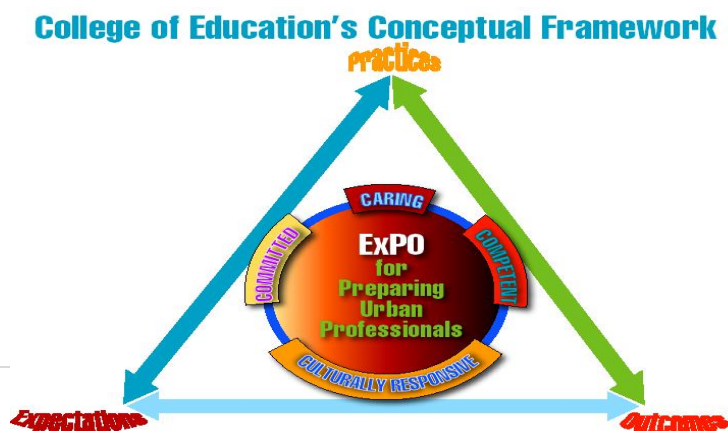 College of Education's Conceptual Framework
Practices
CARING
COMMITTED
COMPETENT
ExPO
for
Preparing
Urban
Professionals
CULTURALLY RESPONSIVE
Expectations
Outcomes